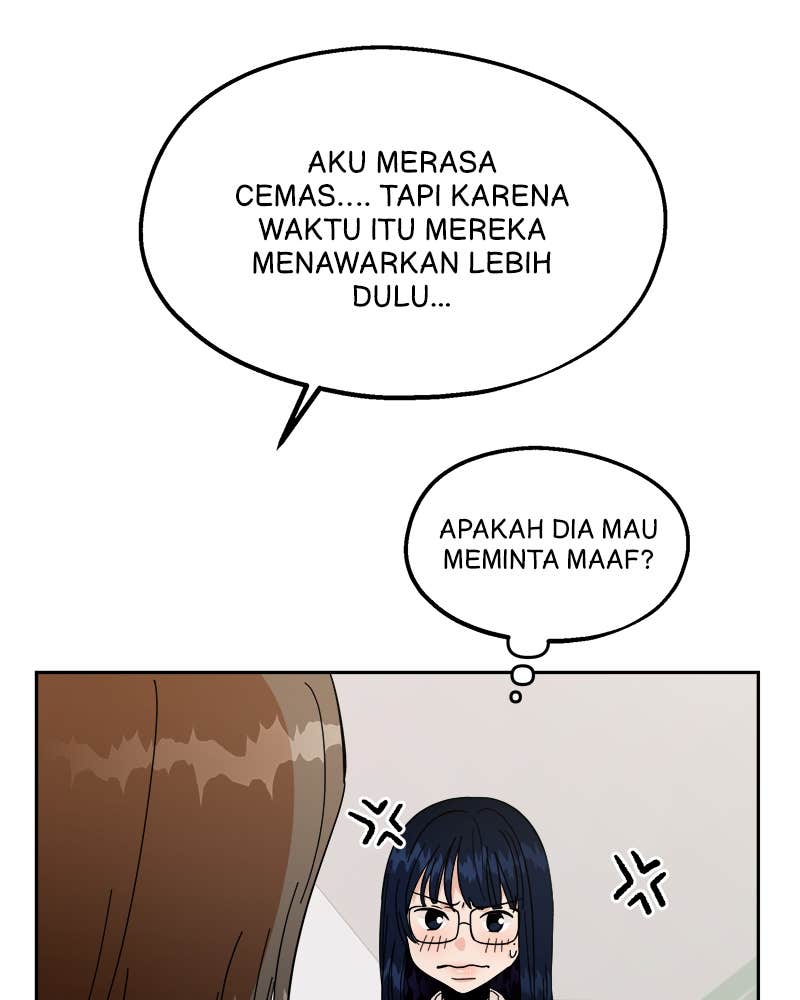 AKU MERASA
CEMAS.... TAPI KARENA
WAKTU ITU MEREKA
MENAWARKAN LEBIH
DULU...
APAKAH DIA MAU
MEMINTA MAAF?